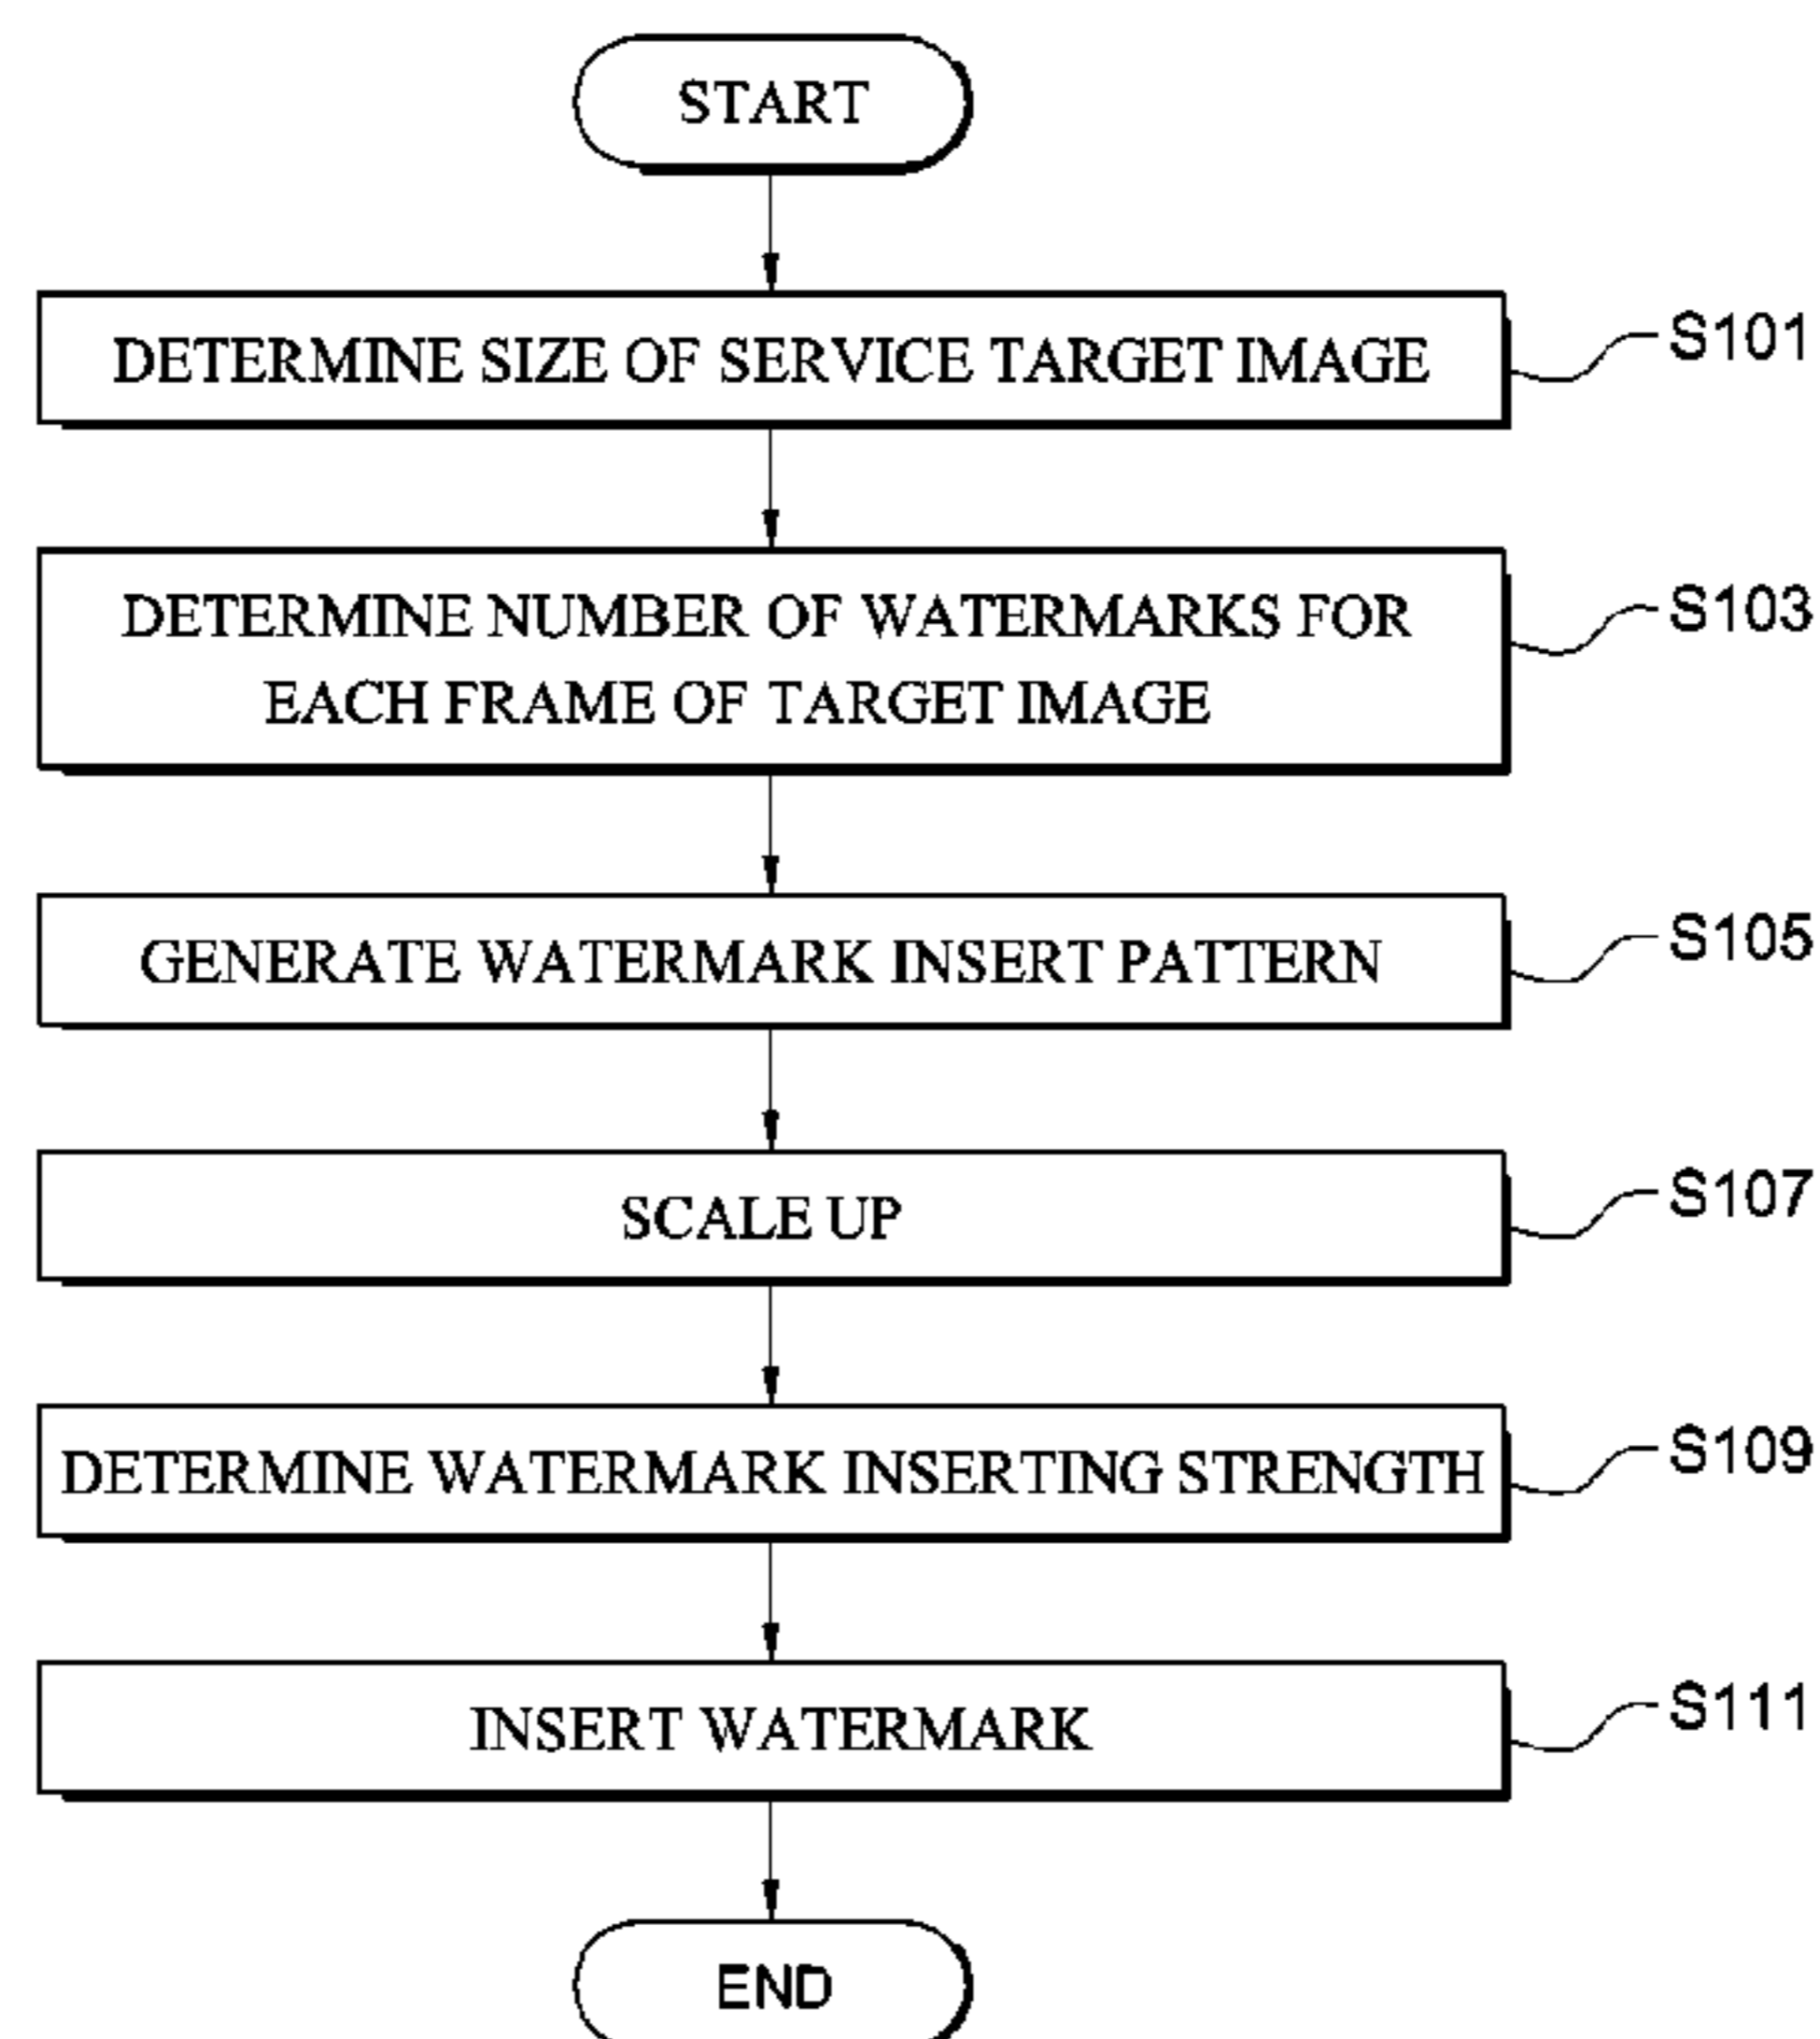 START
DETERMINE SIZE OF SERVICE TARGET IMAGE
S101
DETERMINE NUMBER OF WATERMARKS FOR
EACH FRAME OF TARGET IMAGE
S103
GENERATE WATERMARK INSERT PATTERN
S105
SCALE UP
S107
DETERMINE WATERMARK INSERTING STRENGTH
S109
INSERT WATERMARK
S111
END